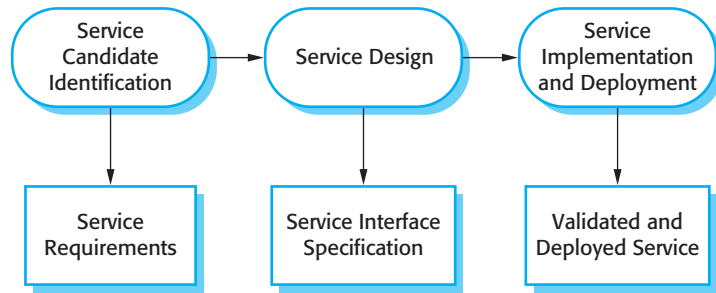 Service
Candidate
Identification
Service Design
Service
Implementation
and Deployment
Service
Requirements
Service Interface
Specification
Validated and
Deployed Service